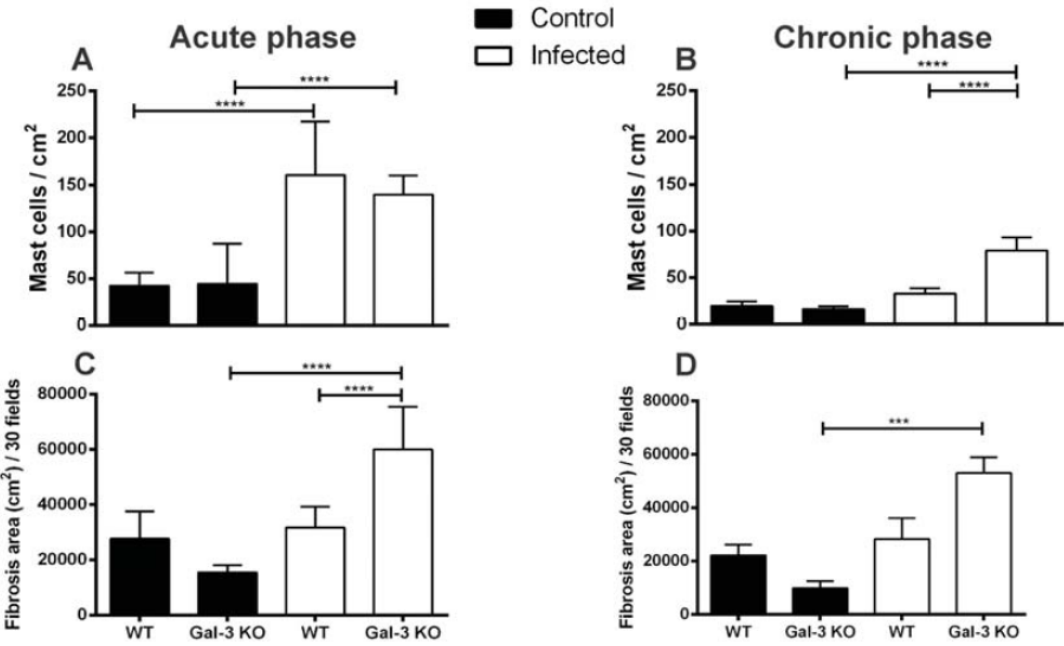 Acute phase
Control
Infected
Chronic phase
A
****
****
250
200
150
100
50
0
Mast cells / cm²
B
****
****
250
200
150
100
50
0
Mast cells / cm²
C
****
****
80000
60000
40000
20000
0
Fibrosis area (cm²) / 30 fields
WT Gal-3 KO WT Gal-3 KO
D
***
80000
60000
40000
20000
0
Fibrosis area (cm²) / 30 fields
WT Gal-3 KO WT Gal-3 KO